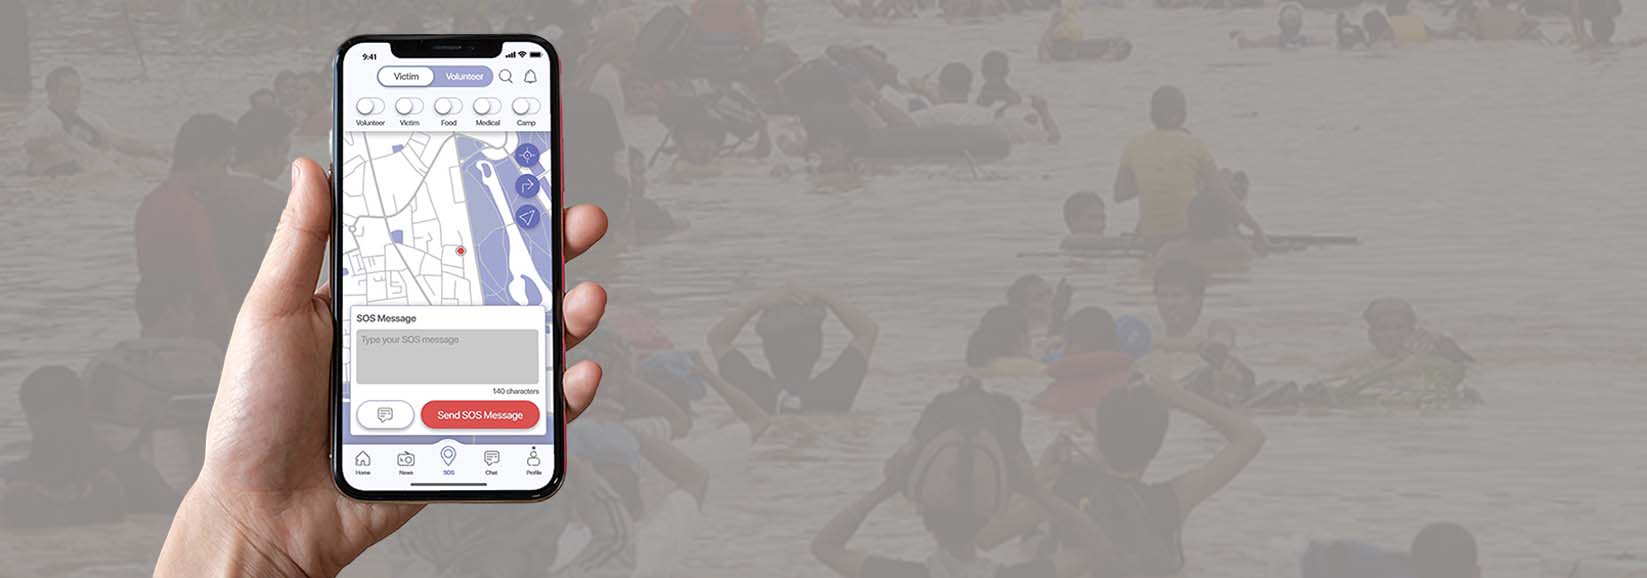 9:41
Victim Volunteer
Volunteer Victim Food Medical Camp
SOS Message
Type your SOS message
140 characters
Send SOS Message
Home News SOS Chat Profile